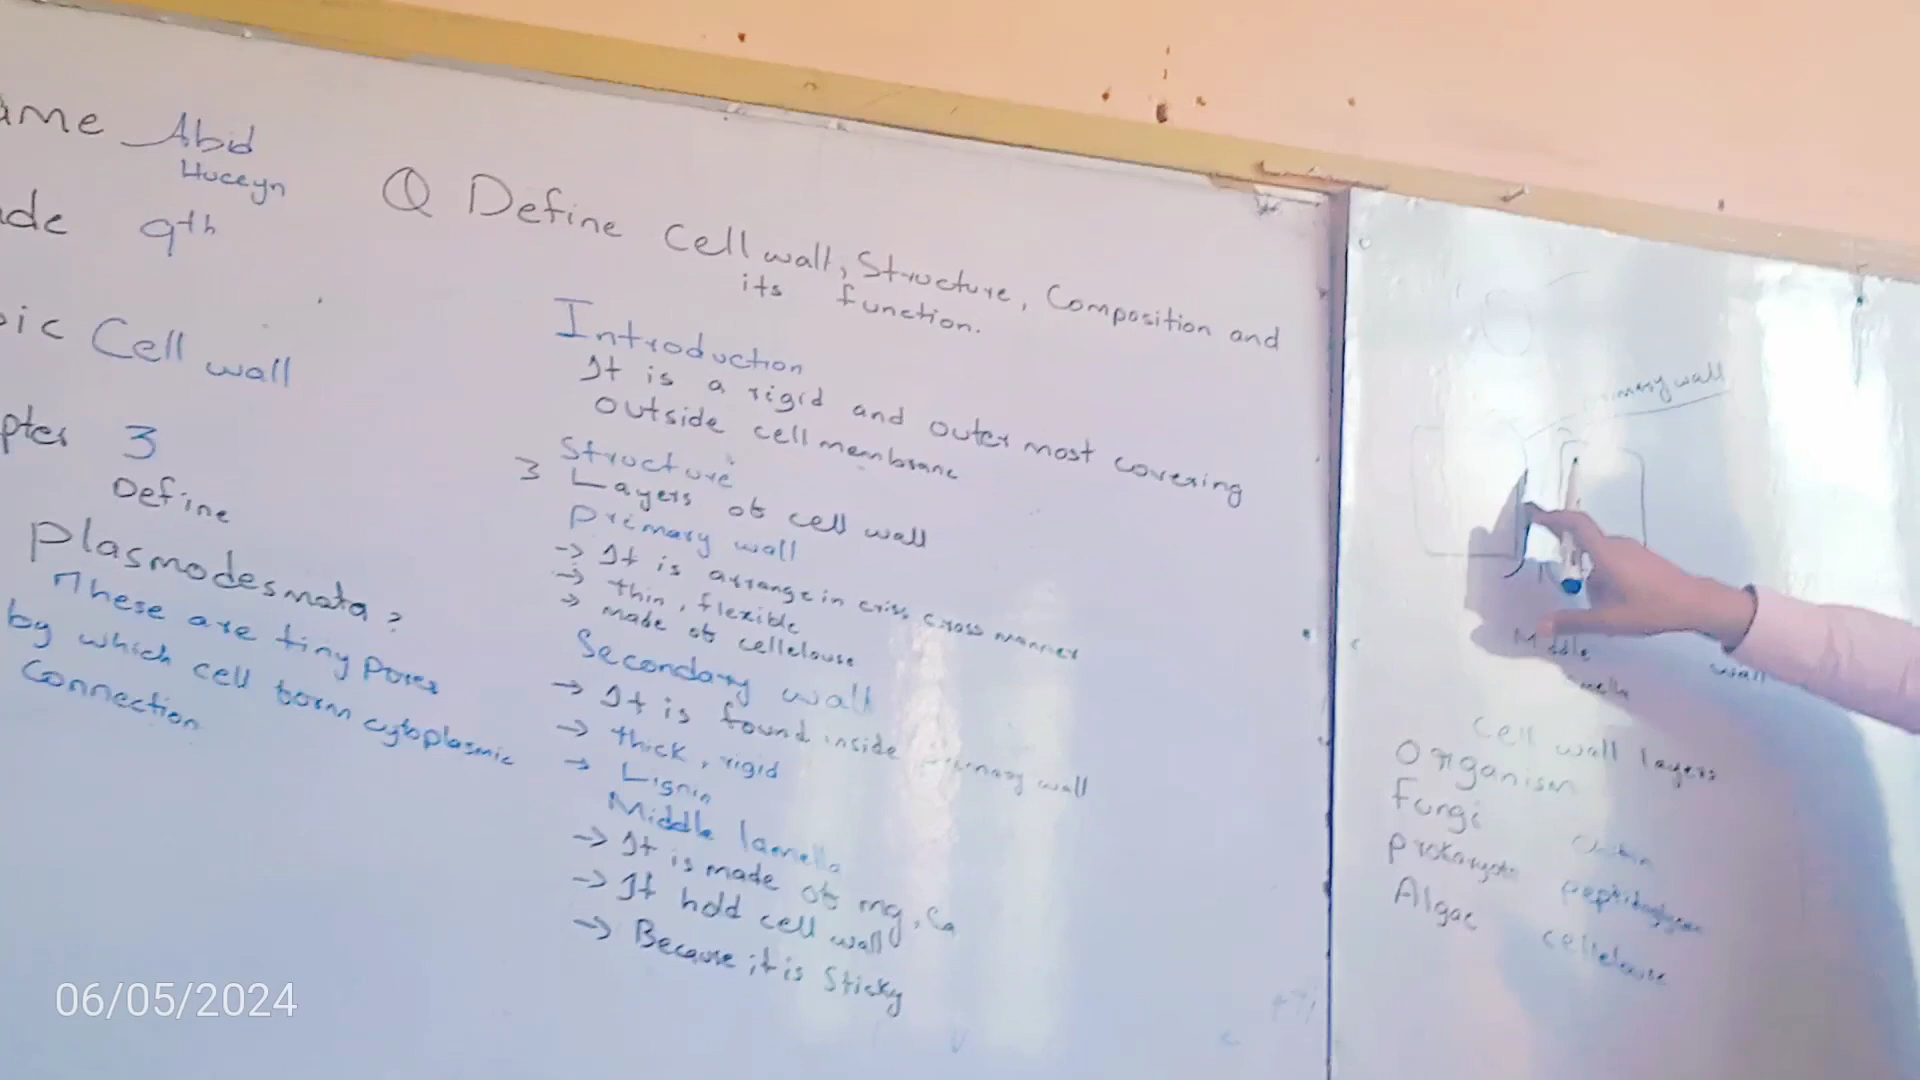 ame Abid
Huceyn
ade 9th
pic Cell wall
pter 3
Define
Plasmodesmata?
These are tiny Pores
by which cell form cytoplasmic
Connection
Q Define Cell wall, Structure, Composition and
its function.
Introduction
It is a rigid and outer most covering
outside cell membrane
Structure
3 Layers of cell wall
Primary wall
→ It is arrange in criss cross manner
→ thin, flexible
→ made of cellelouse
Secondary wall
→ It is found inside primary wall
→ thick, rigid
→ Lignin
Middle lamella
→ It is made of mg, Ca
→ It hold cell wall
→ Because it is Sticky
wall
Middle
wall
Cell wall layers
Organism
Fungi Chitin
Prokaryote
Algae cellelouse
06/05/2024